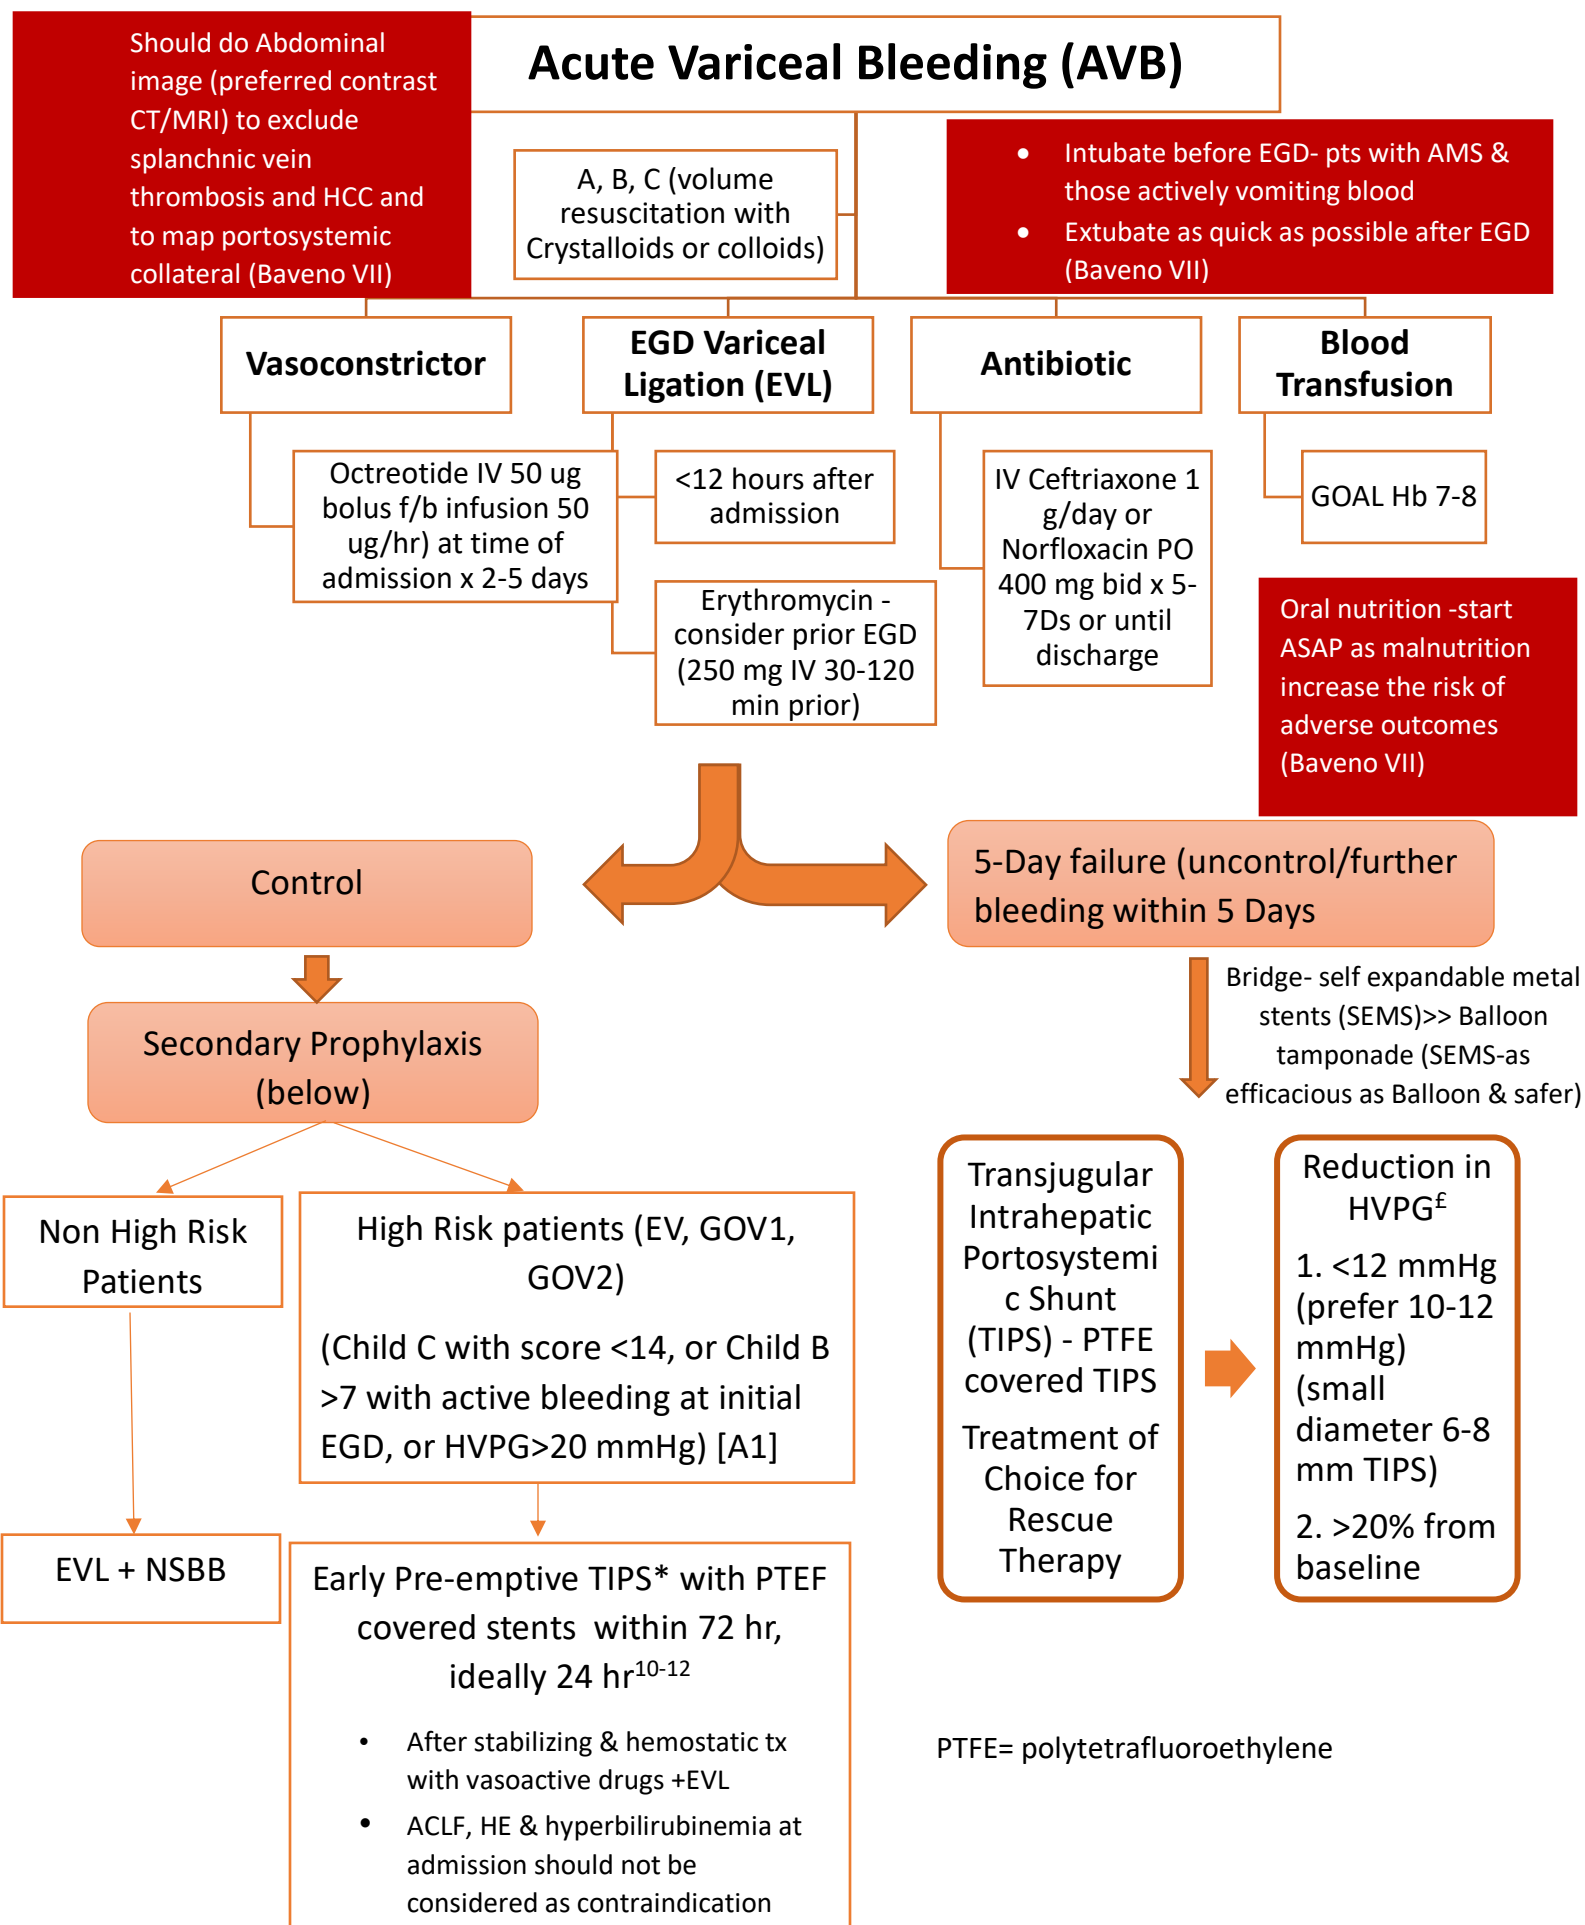 Should do Abdominal
image (preferred contrast
CT/MRI) to exclude
splanchnic vein
thrombosis and HCC and
to map portosystemic
collateral (Baveno VII)
Acute Variceal Bleeding (AVB)
A, B, C (volume
resuscitation with
Crystalloids or colloids)
• Intubate before EGD- pts with AMS &
those actively vomiting blood
• Extubate as quick as possible after EGD
(Baveno VII)
Vasoconstrictor
EGD Variceal
Ligation (EVL)
Antibiotic
Blood
Transfusion
Octreotide IV 50 ug
bolus f/b infusion 50
ug/hr) at time of
admission x 2-5 days
<12 hours after
admission
Erythromycin -
consider prior EGD
(250 mg IV 30-120
min prior)
IV Ceftriaxone 1
g/day or
Norfloxacin PO
400 mg bid x 5-
7Ds or until
discharge
GOAL Hb 7-8
Oral nutrition -start
ASAP as malnutrition
increase the risk of
adverse outcomes
(Baveno VII)
Control
5-Day failure (uncontrol/further
bleeding within 5 Days
Secondary Prophylaxis
(below)
Bridge- self expandable metal
stents (SEMS)>> Balloon
tamponade (SEMS-as
efficacious as Balloon & safer)
Non High Risk
Patients
High Risk patients (EV, GOV1,
GOV2)
(Child C with score <14, or Child B
>7 with active bleeding at initial
EGD, or HVPG>20 mmHg) [A1]
Transjugular
Intrahepatic
Portosystemi
c Shunt
(TIPS) - PTFE
covered TIPS
Treatment of
Choice for
Rescue
Therapy
Reduction in
HVPG£
1. <12 mmHg
(prefer 10-12
mmHg)
(small
diameter 6-8
mm TIPS)
2. >20% from
baseline
EVL + NSBB
Early Pre-emptive TIPS* with PTEF
covered stents within 72 hr,
ideally 24 hr10-12
• After stabilizing & hemostatic tx
with vasoactive drugs +EVL
• ACLF, HE & hyperbilirubinemia at
admission should not be
considered as contraindication
PTFE= polytetrafluoroethylene